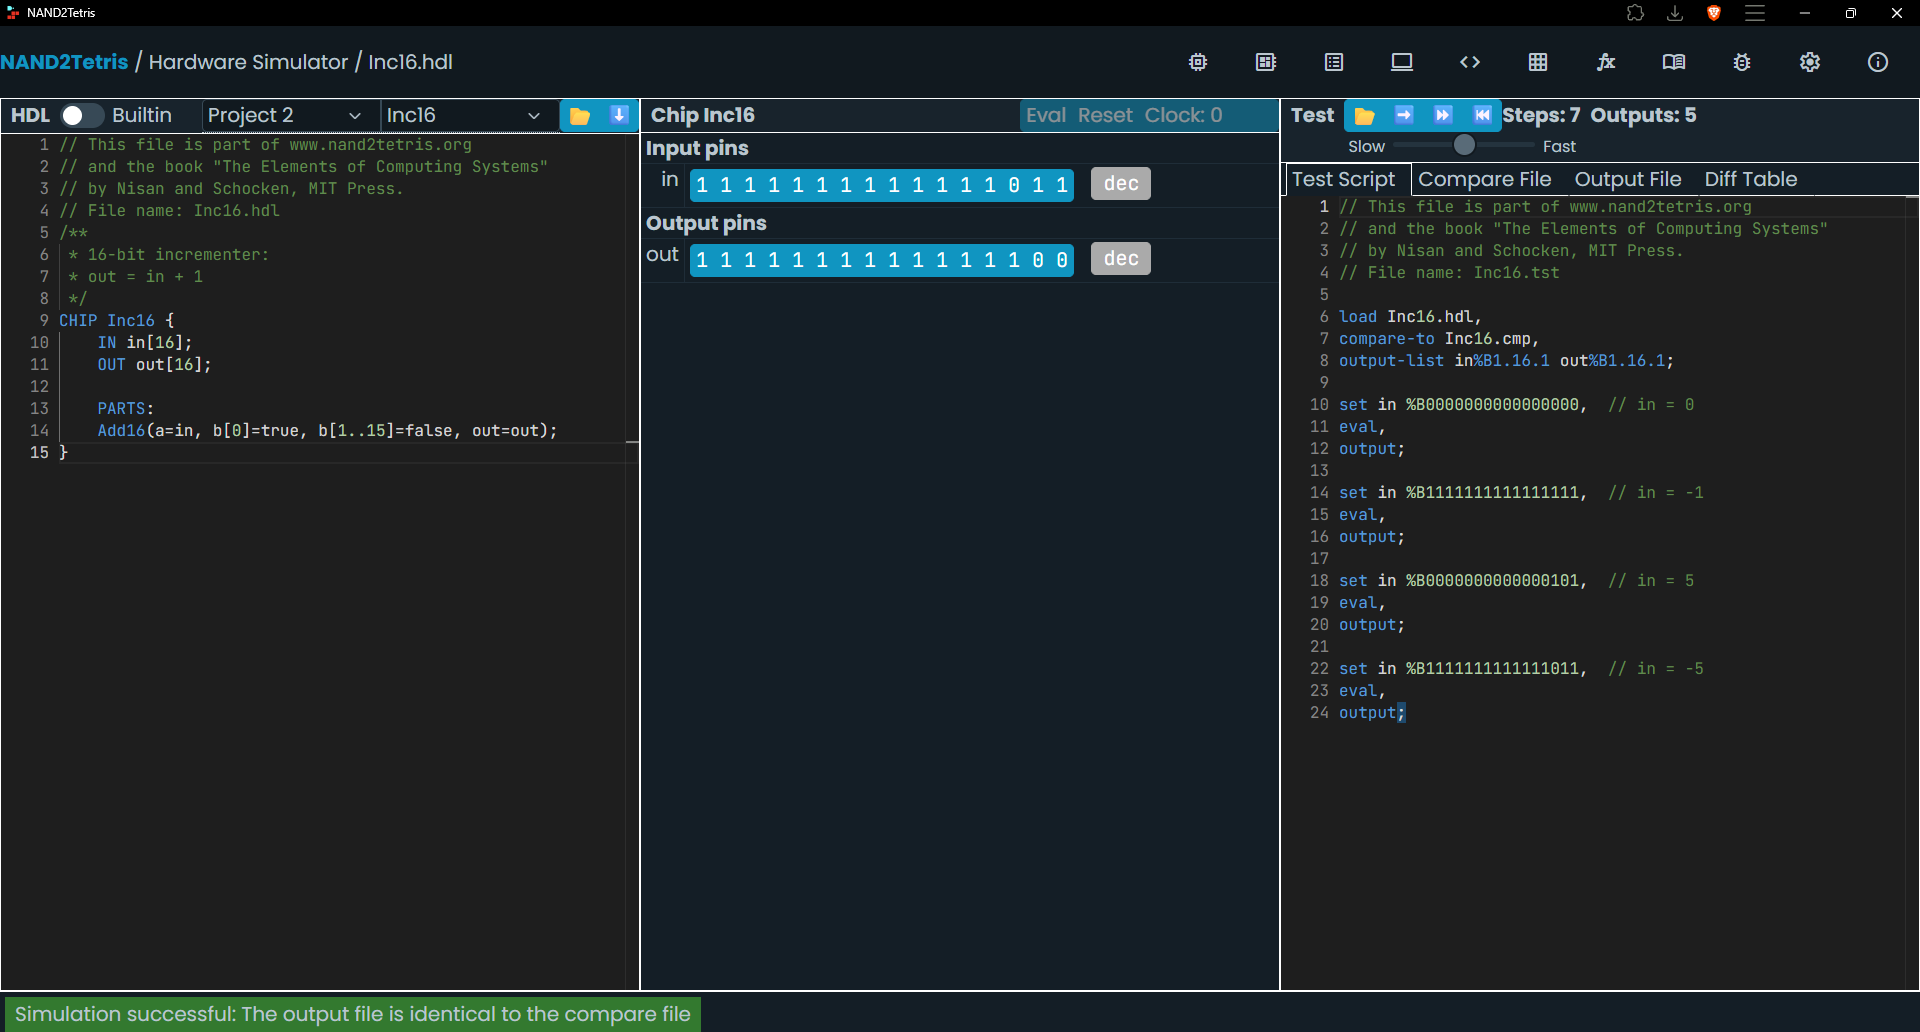 NAND2Tetris
NAND2Tetris / Hardware Simulator / Inc16.hdl
HDL Builtin Project 2 Inc16
1 // This file is part of www.nand2tetris.org
2 // and the book "The Elements of Computing Systems"
3 // by Nisan and Schocken, MIT Press.
4 // File name: Inc16.hdl
5 /**
6 * 16-bit incrementer:
7 * out = in + 1
8 */
9 CHIP Inc16 {
10 IN in[16];
11 OUT out[16];
12
13 PARTS:
14 Add16(a=in, b[0]=true, b[1..15]=false, out=out);
15 }
Chip Inc16 Eval Reset Clock: 0
Input pins
in 1 1 1 1 1 1 1 1 1 1 1 1 1 0 1 1 dec
Output pins
out 1 1 1 1 1 1 1 1 1 1 1 1 1 1 0 0 dec
Test Steps: 7 Outputs: 5
Slow Fast
Test Script Compare File Output File Diff Table
1 // This file is part of www.nand2tetris.org
2 // and the book "The Elements of Computing Systems"
3 // by Nisan and Schocken, MIT Press.
4 // File name: Inc16.tst
5
6 load Inc16.hdl,
7 compare-to Inc16.cmp,
8 output-list in%B1.16.1 out%B1.16.1;
9
10 set in %B0000000000000000, // in = 0
11 eval,
12 output;
13
14 set in %B1111111111111111, // in = -1
15 eval,
16 output;
17
18 set in %B0000000000000101, // in = 5
19 eval,
20 output;
21
22 set in %B1111111111111011, // in = -5
23 eval,
24 output;
Simulation successful: The output file is identical to the compare file